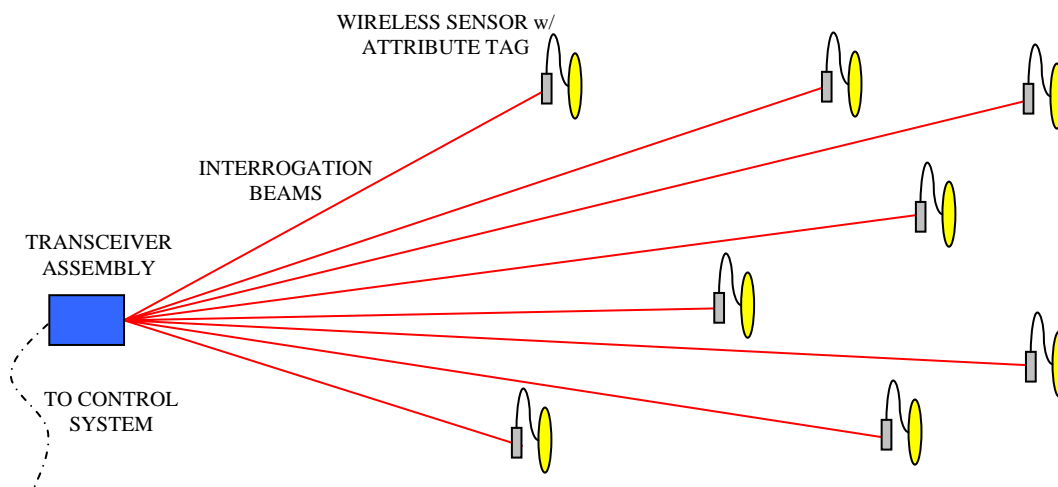 WIRELESS SENSOR w/
ATTRIBUTE TAG
INTERROGATION
BEAMS
TRANSCEIVER
ASSEMBLY
TO CONTROL
SYSTEM